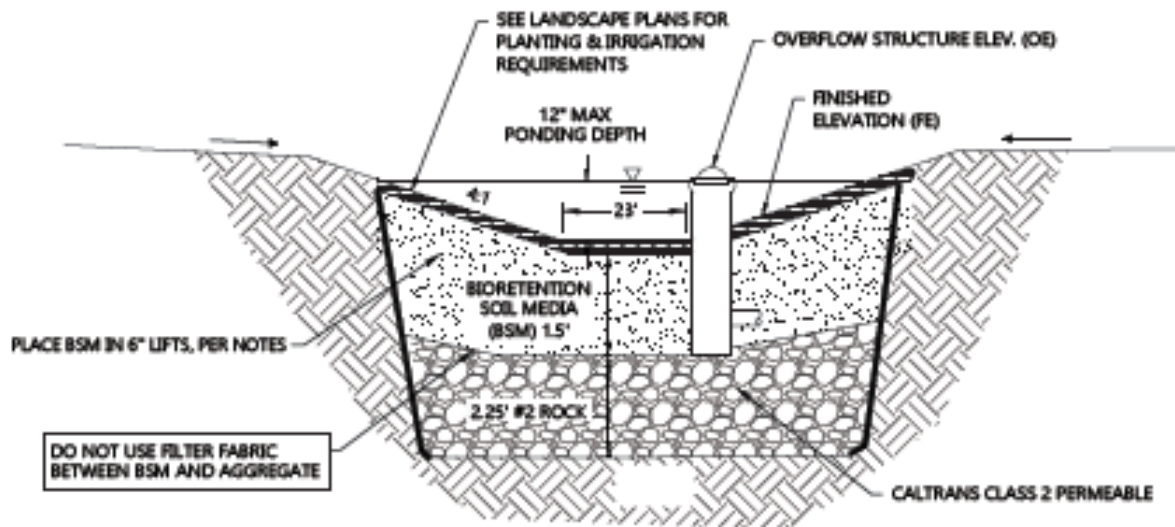 SEE LANDSCAPE PLANS FOR
PLANTING & IRRIGATION
REQUIREMENTS
OVERFLOW STRUCTURE ELEV. (OE)
12" MAX
PONDING DEPTH
FINISHED
ELEVATION (FE)
4:1
23'
BIORETENTION
SOIL MEDIA
(BSM) 1.5'
PLACE BSM IN 6" LIFTS, PER NOTES
2.25' #2 ROCK
DO NOT USE FILTER FABRIC
BETWEEN BSM AND AGGREGATE
CALTRANS CLASS 2 PERMEABLE